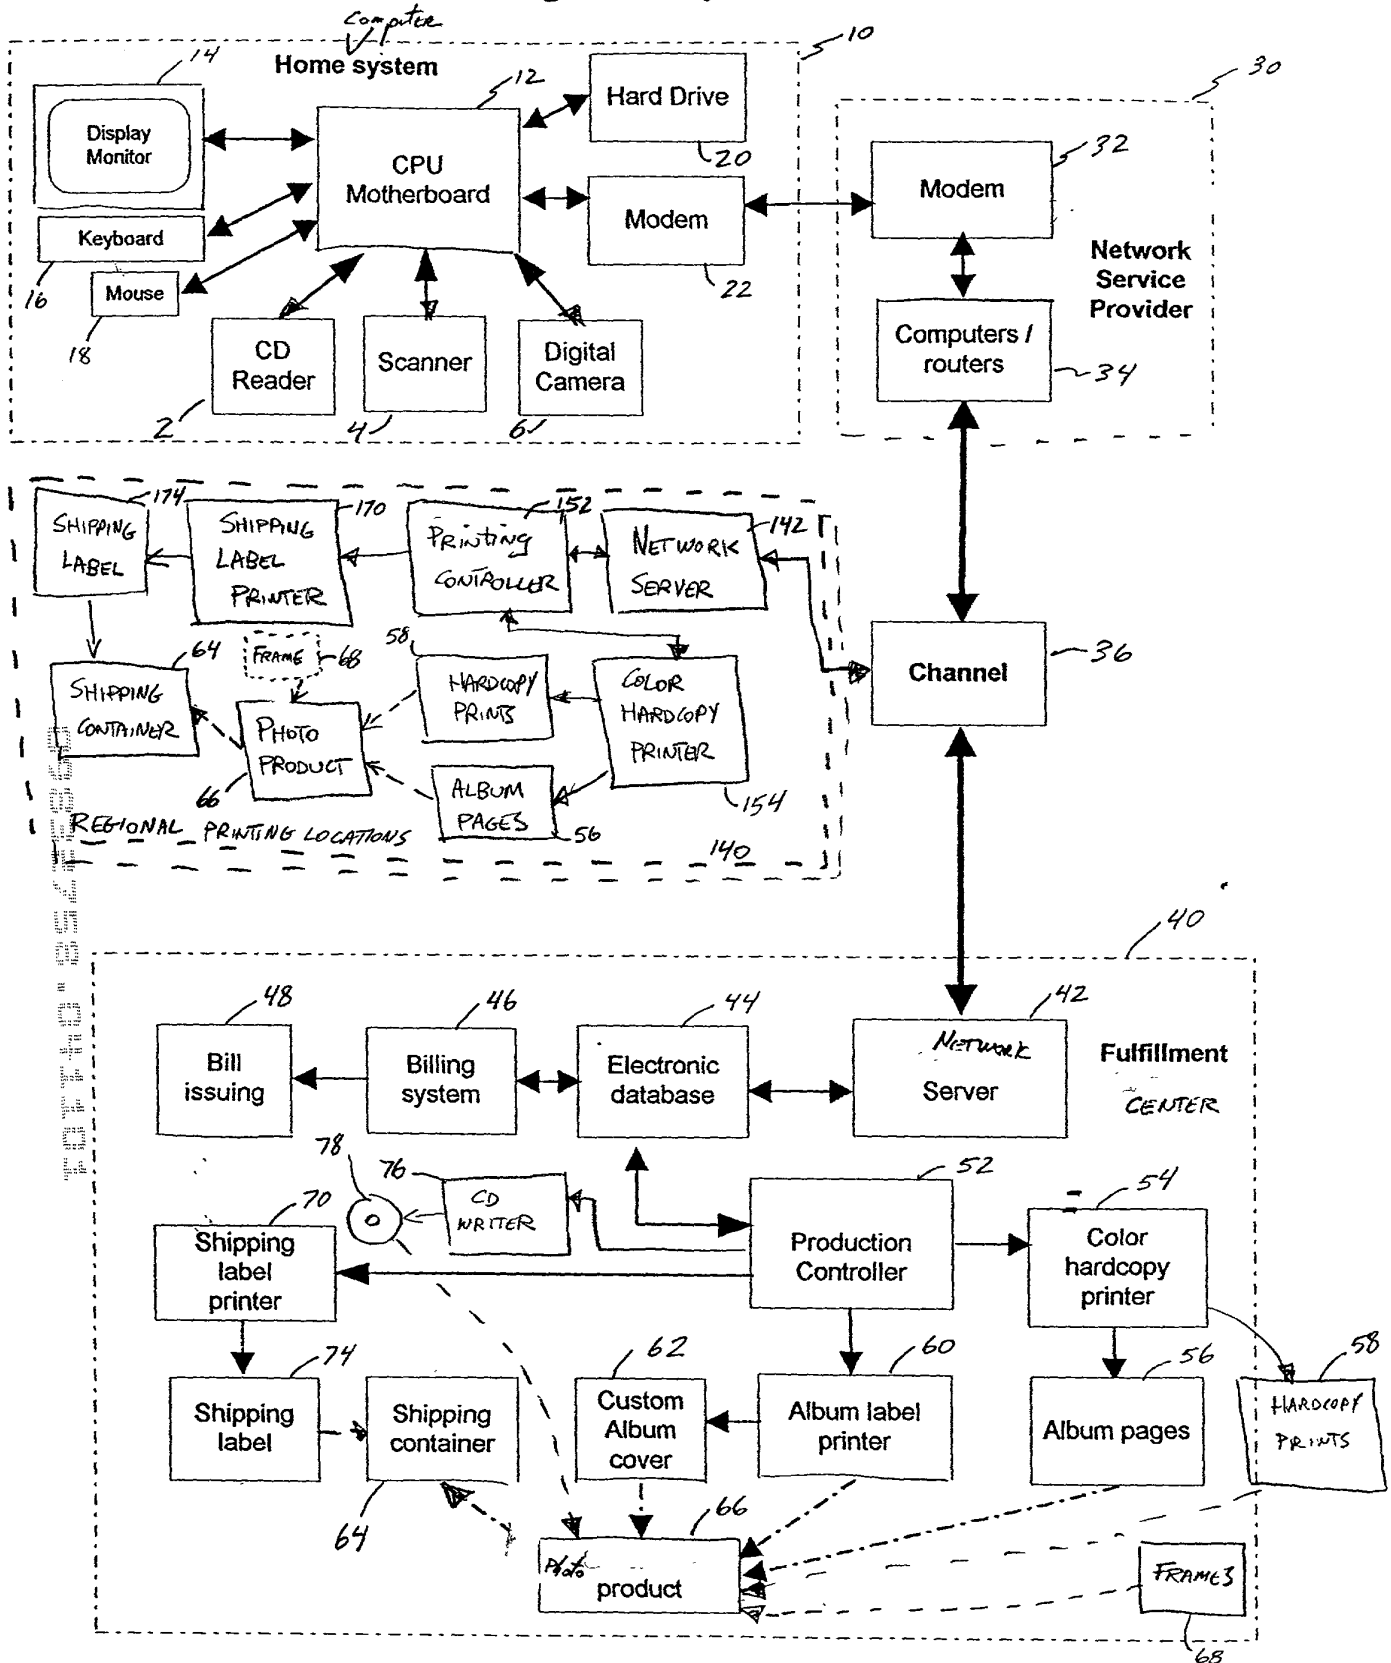 Computer
10
Home system
14
12
Hard Drive
20
30
Display
Monitor
CPU
Motherboard
32
Modem
Modem
22
Keyboard
16
Mouse
18
Network
Service
Provider
Computers /
routers
34
CD
Reader
2
Scanner
4
Digital
Camera
6
174
170
152
142
SHIPPING
LABEL
SHIPPING
LABEL
PRINTER
PRINTING
CONTROLLER
NETWORK
SERVER
64
FRAME
68
58
SHIPPING
CONTAINER
HARDCOPY
PRINTS
COLOR
HARDCOPY
PRINTER
Channel
36
PHOTO
PRODUCT
66
ALBUM
PAGES
56
154
REGIONAL PRINTING LOCATIONS
140
40
48
46
44
42
Bill
issuing
Billing
system
Electronic
database
NETWORK
Server
Fulfillment
CENTER
78
76
52
54
70
CD
WRITER
Shipping
label
printer
Production
Controller
Color
hardcopy
printer
74
62
60
56
58
Shipping
label
Shipping
container
Custom
Album
cover
Album label
printer
Album pages
HARDCOPY
PRINTS
64
66
Photo
product
FRAMES
68